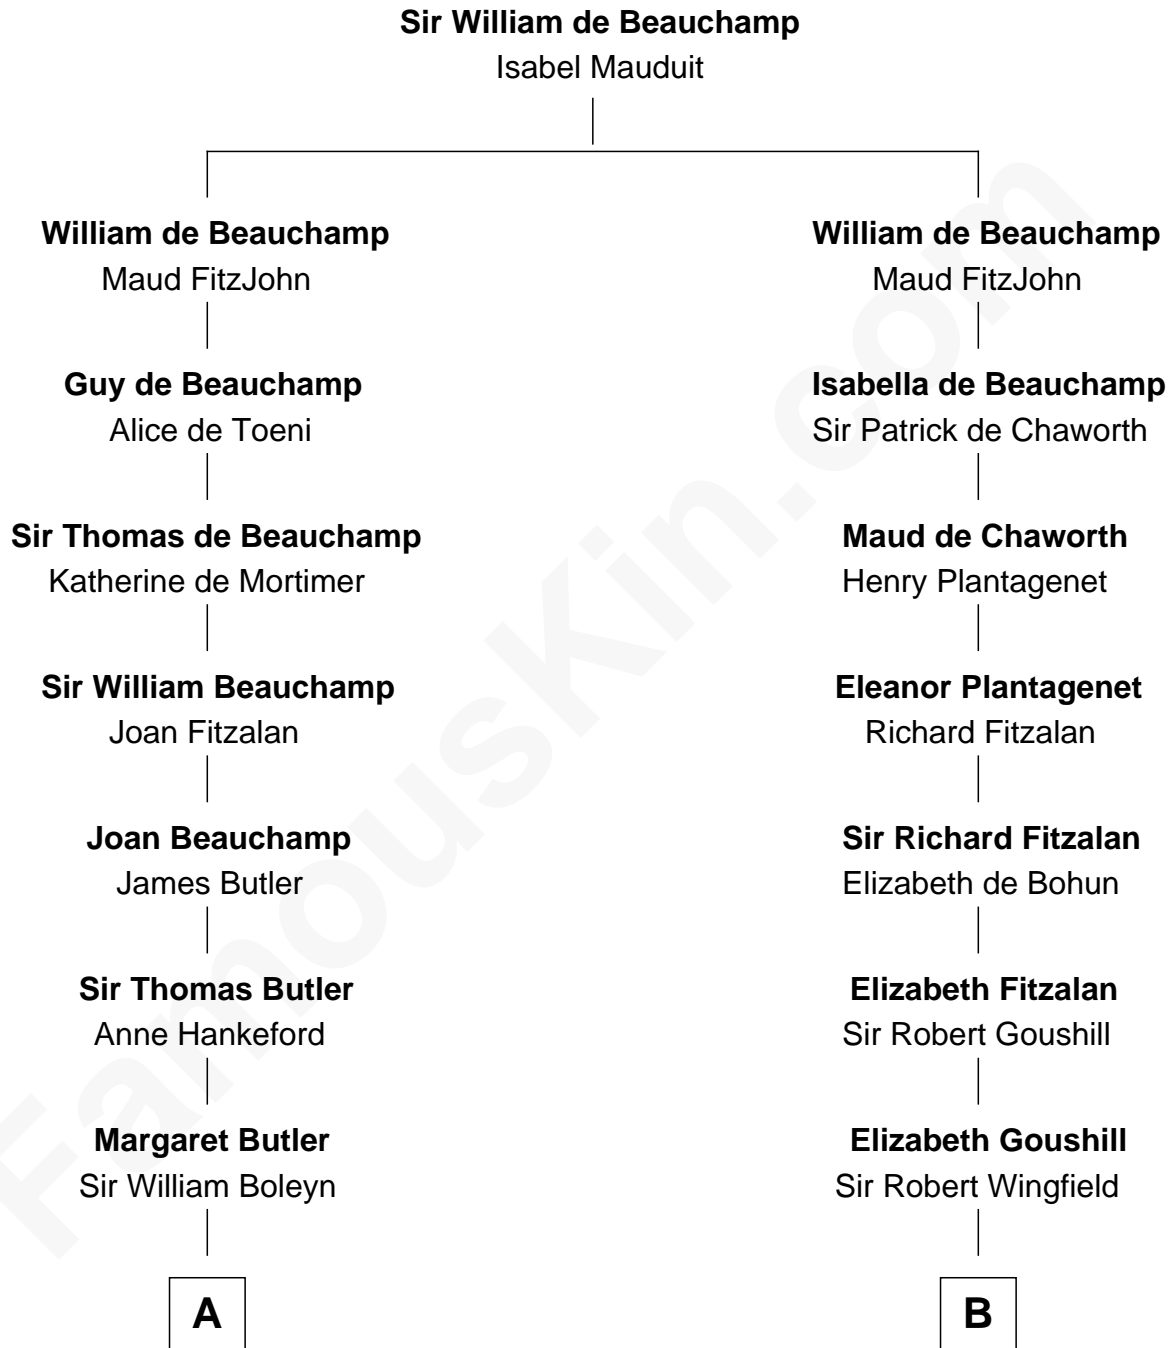 Sir William de Beauchamp
Isabel Mauduit
William de Beauchamp
Maud FitzJohn
Guy de Beauchamp
Alice de Toeni
Sir Thomas de Beauchamp
Katherine de Mortimer
Sir William Beauchamp
Joan Fitzalan
Joan Beauchamp
James Butler
Sir Thomas Butler
Anne Hankeford
Margaret Butler
Sir William Boleyn
A
William de Beauchamp
Maud FitzJohn
Isabella de Beauchamp
Sir Patrick de Chaworth
Maud de Chaworth
Henry Plantagenet
Eleanor Plantagenet
Richard Fitzalan
Sir Richard Fitzalan
Elizabeth de Bohun
Elizabeth Fitzalan
Sir Robert Goushill
Elizabeth Goushill
Sir Robert Wingfield
B
FamousKin.com